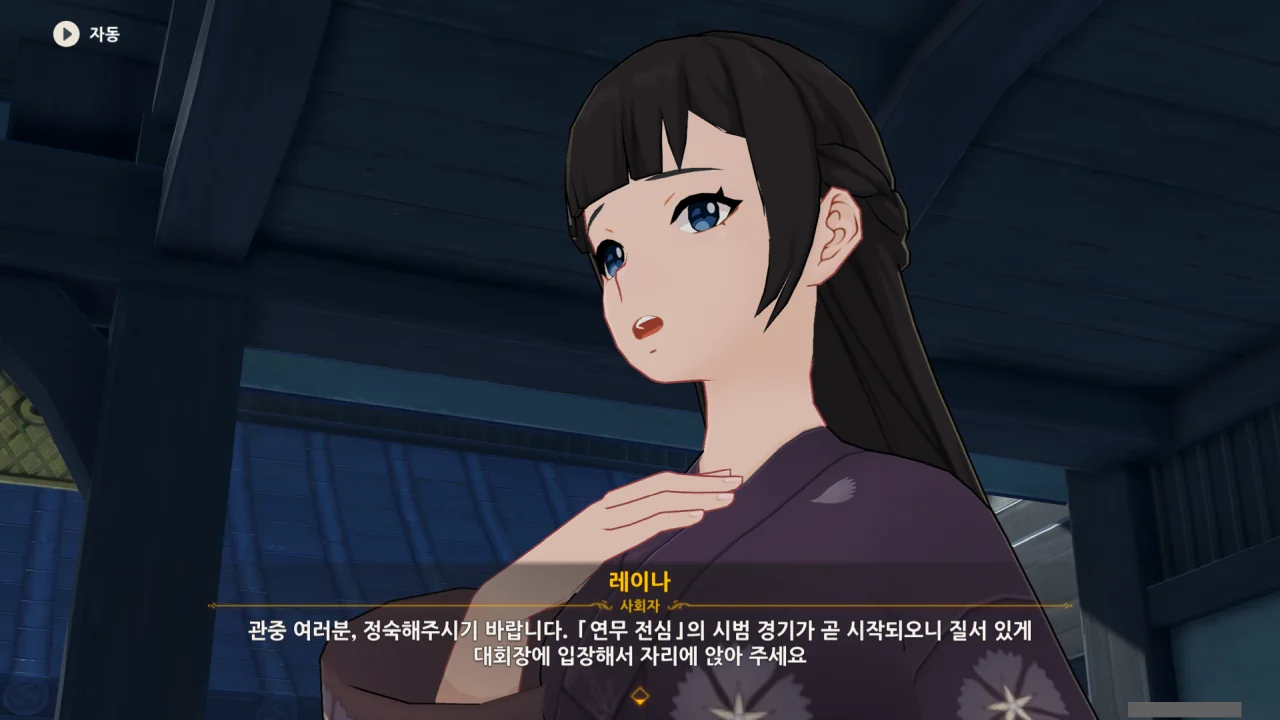 자동
레이나
사회자
관중 여러분, 정숙해주시기 바랍니다. 「연무 전심」의 시범 경기가 곧 시작되오니 질서 있게
대회장에 입장해서 자리에 앉아 주세요